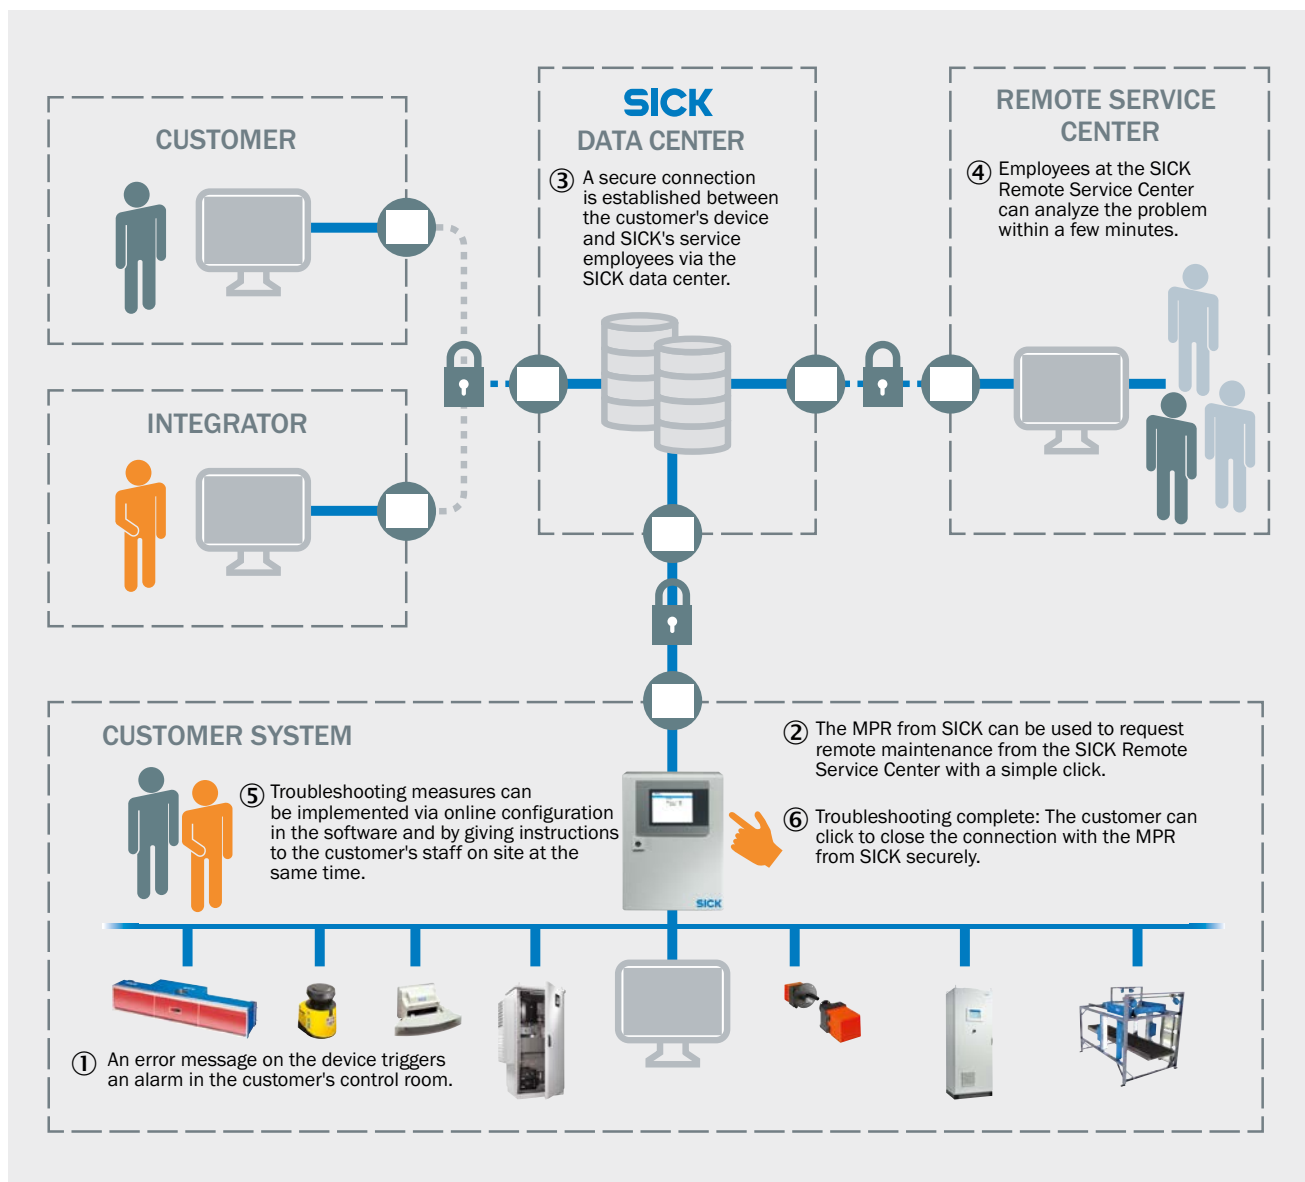 CUSTOMER
INTEGRATOR
SICK
DATA CENTER
③ A secure connection
is established between
the customer's device
and SICK's service
employees via the
SICK data center.
REMOTE SERVICE
CENTER
④ Employees at the SICK
Remote Service Center
can analyze the problem
within a few minutes.
CUSTOMER SYSTEM
⑤ Troubleshooting measures can
be implemented via online configuration
in the software and by giving instructions
to the customer's staff on site at the
same time.
SICK
② The MPR from SICK can be used to request
remote maintenance from the SICK Remote
Service Center with a simple click.
⑥ Troubleshooting complete: The customer can
click to close the connection with the MPR
from SICK securely.
① An error message on the device triggers
an alarm in the customer's control room.